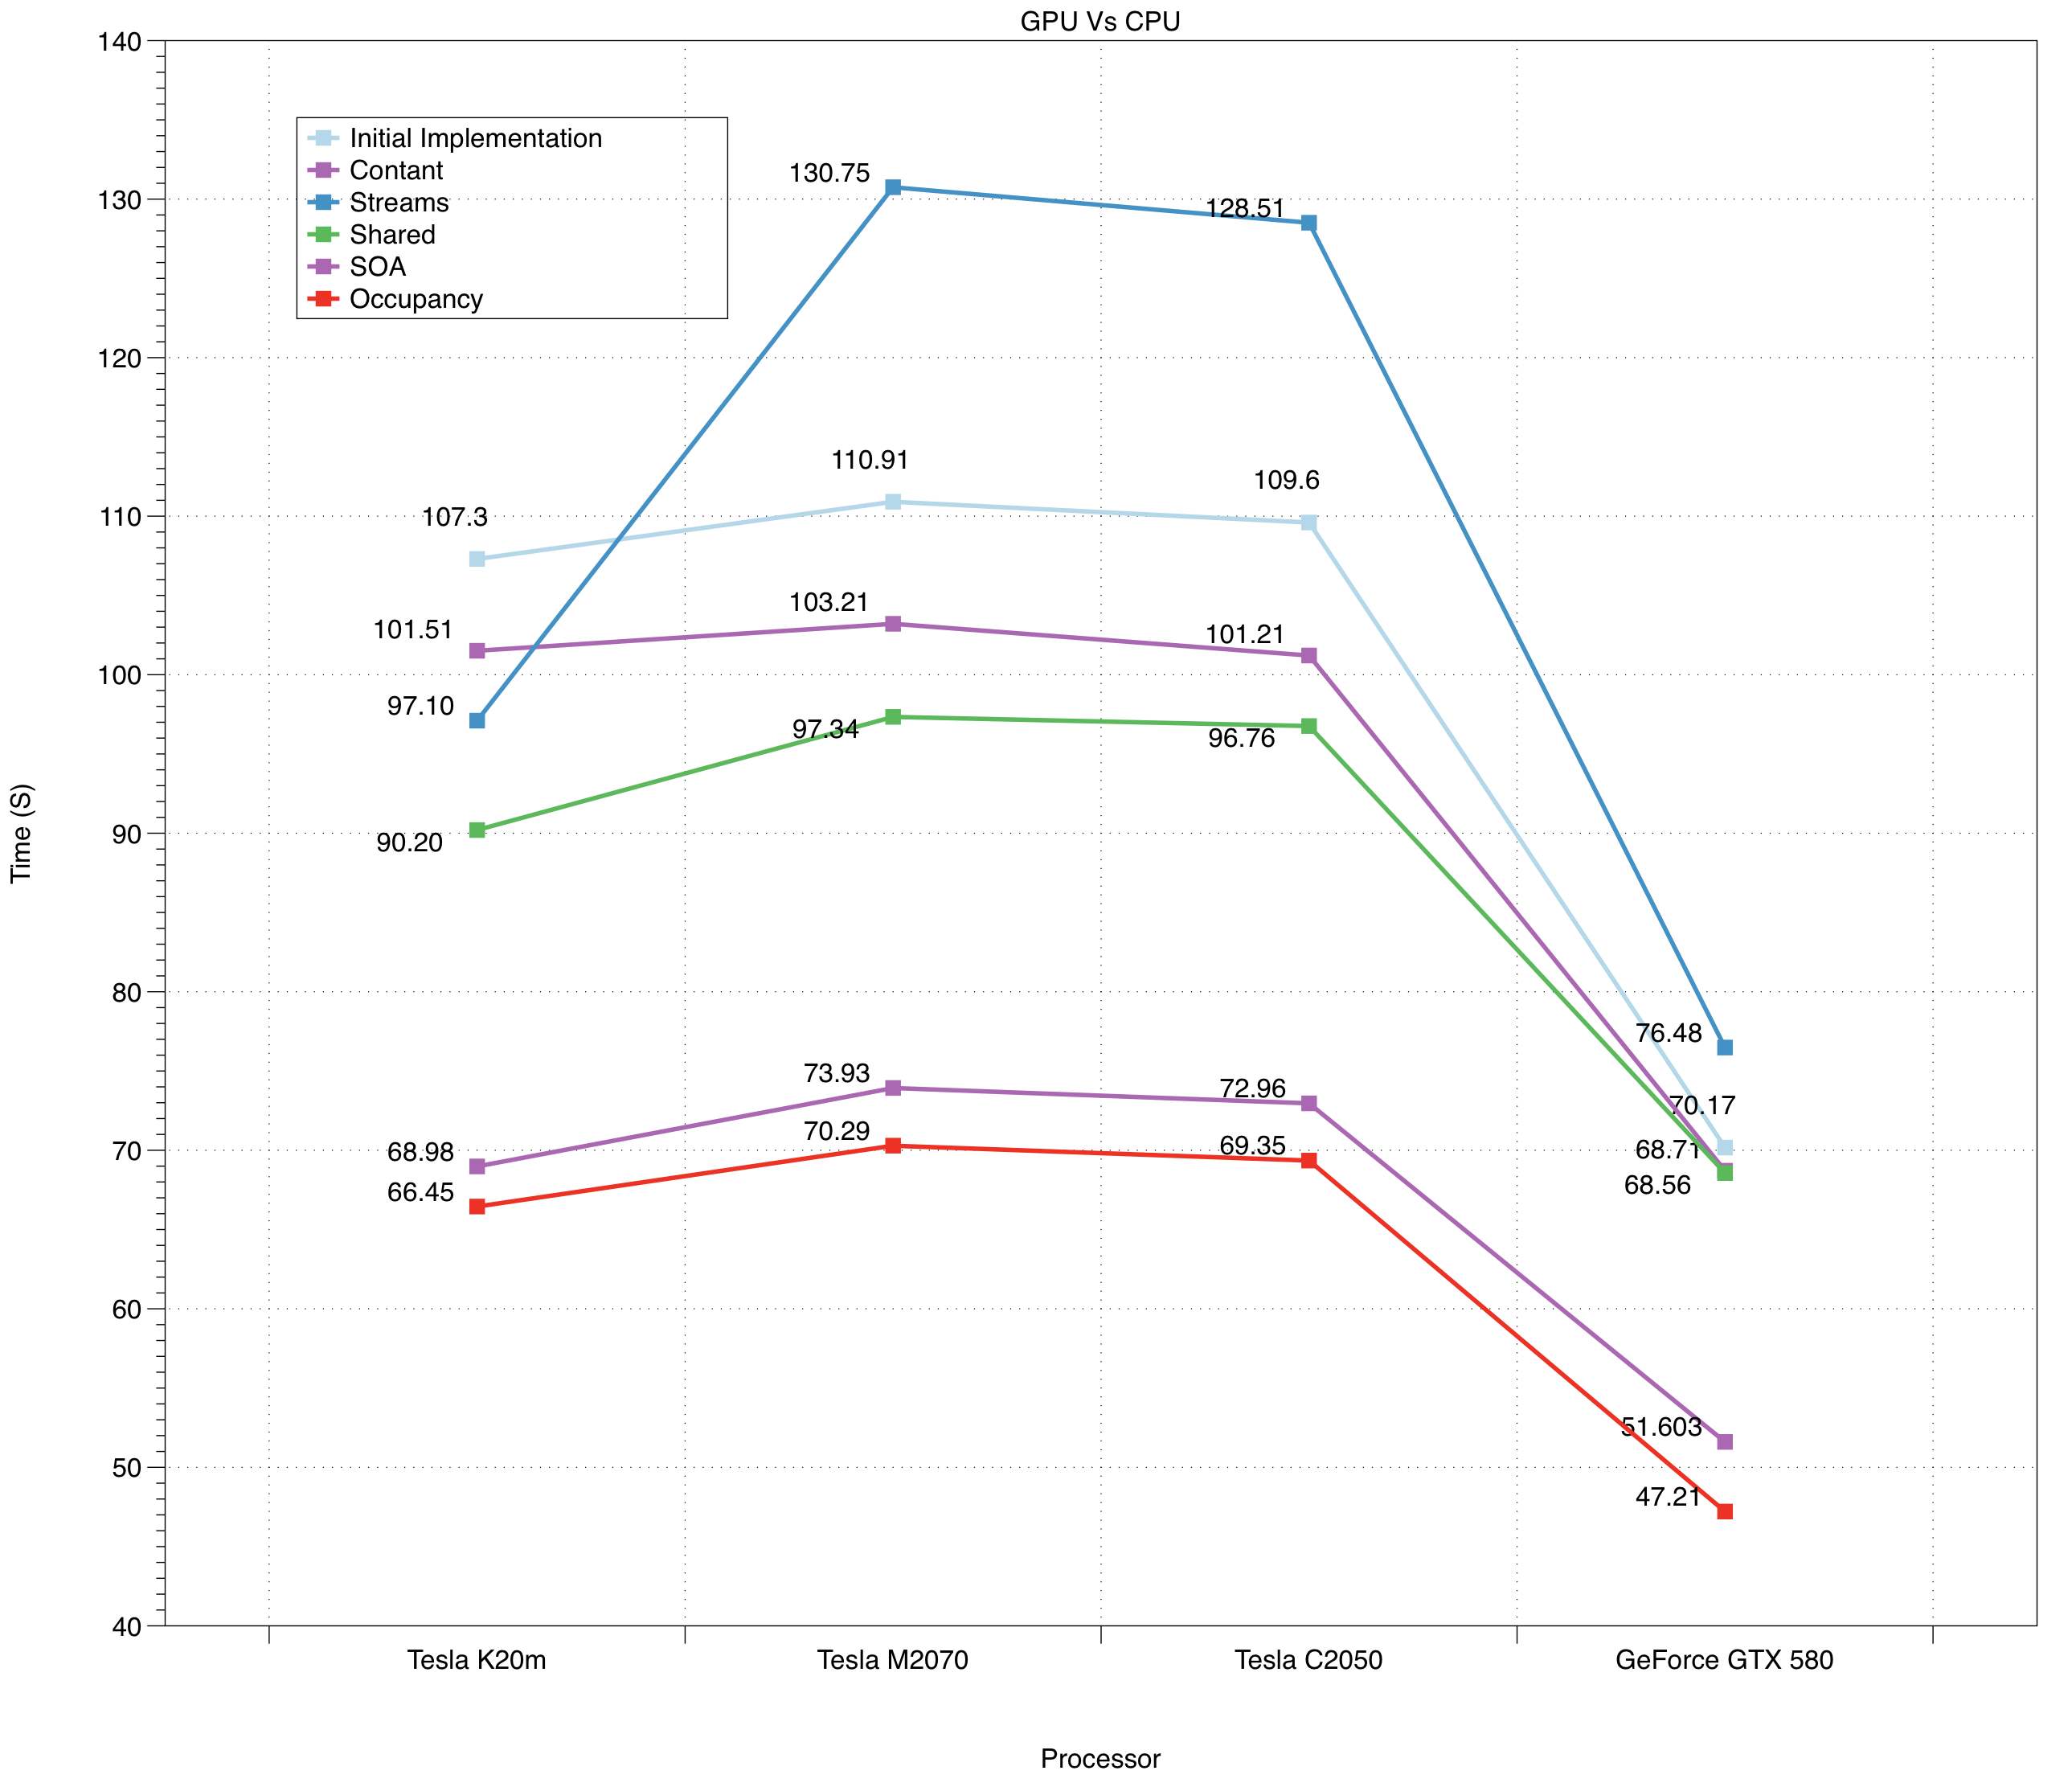 GPU Vs CPU
140
130
120
110
100
90
80
70
60
50
40
Time (S)
Initial Implementation
Contant
Streams
Shared
SOA
Occupancy
130.75
128.51
110.91
109.6
107.3
103.21
101.51
101.21
97.10
97.34
96.76
90.20
76.48
73.93
72.96
70.17
70.29
69.35
68.98
68.71
68.56
66.45
51.603
47.21
Tesla K20m
Tesla M2070
Tesla C2050
GeForce GTX 580
Processor